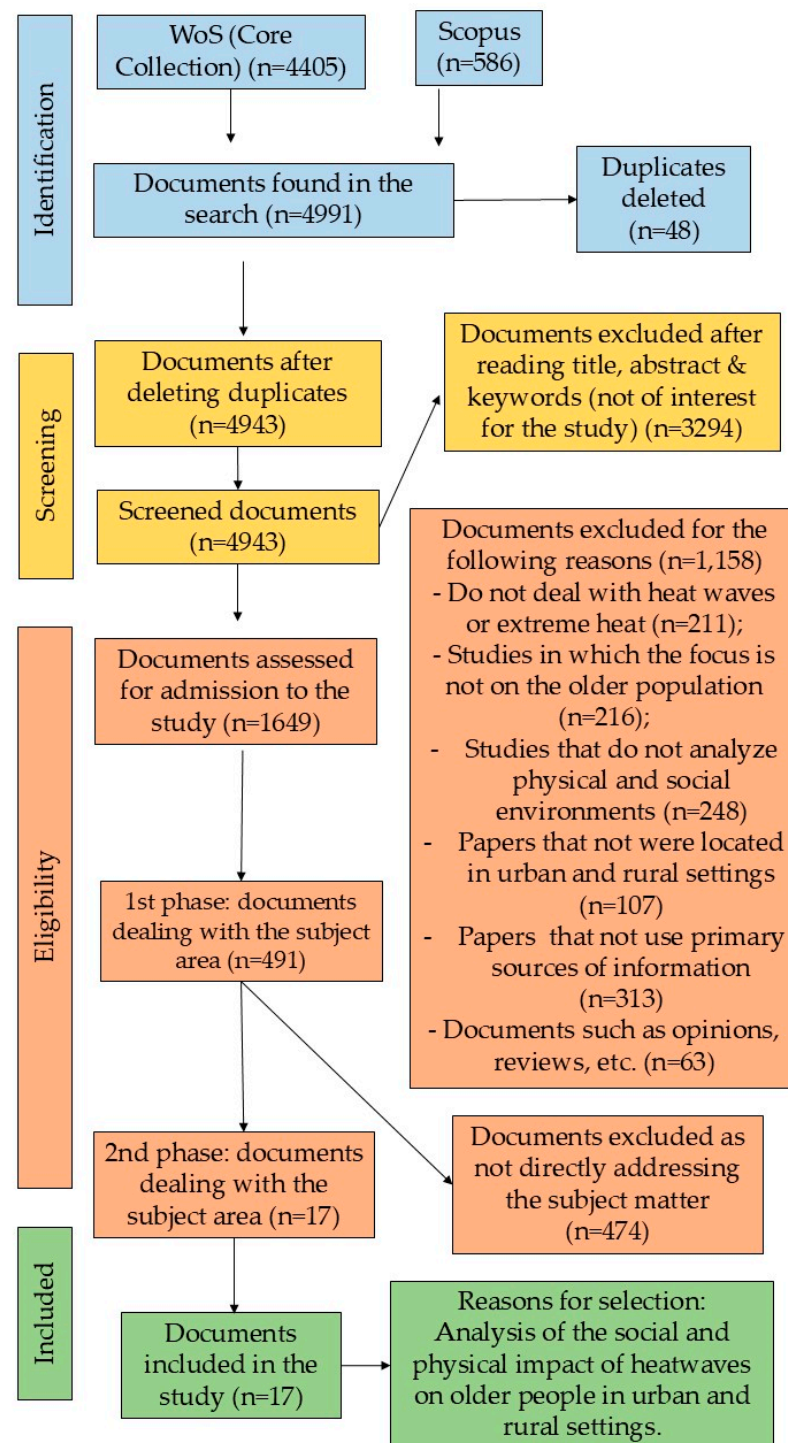 Identification
WoS (Core
Collection) (n=4405)
Scopus
(n=586)
Documents found in the
search (n=4991)
Duplicates
deleted
(n=48)
Screening
Documents after
deleting duplicates
(n=4943)
Documents excluded after
reading title, abstract &
keywords (not of interest
for the study) (n=3294)
Screened documents
(n=4943)
Eligibility
Documents assessed
for admission to the
study (n=1649)
Documents excluded for the
following reasons (n=1,158)
- Do not deal with heat waves
or extreme heat (n=211);
- Studies in which the focus is
not on the older population
(n=216);
- Studies that do not analyze
physical and social
environments (n=248)
- Papers that not were located
in urban and rural settings
(n=107)
- Papers that not use primary
sources of information
(n=313)
- Documents such as opinions,
reviews, etc. (n=63)
1st phase: documents
dealing with the subject
area (n=491)
2nd phase: documents
dealing with the
subject area (n=17)
Documents excluded as
not directly addressing
the subject matter
(n=474)
Included
Documents
included in the
study (n=17)
Reasons for selection:
Analysis of the social and
physical impact of heatwaves
on older people in urban and
rural settings.